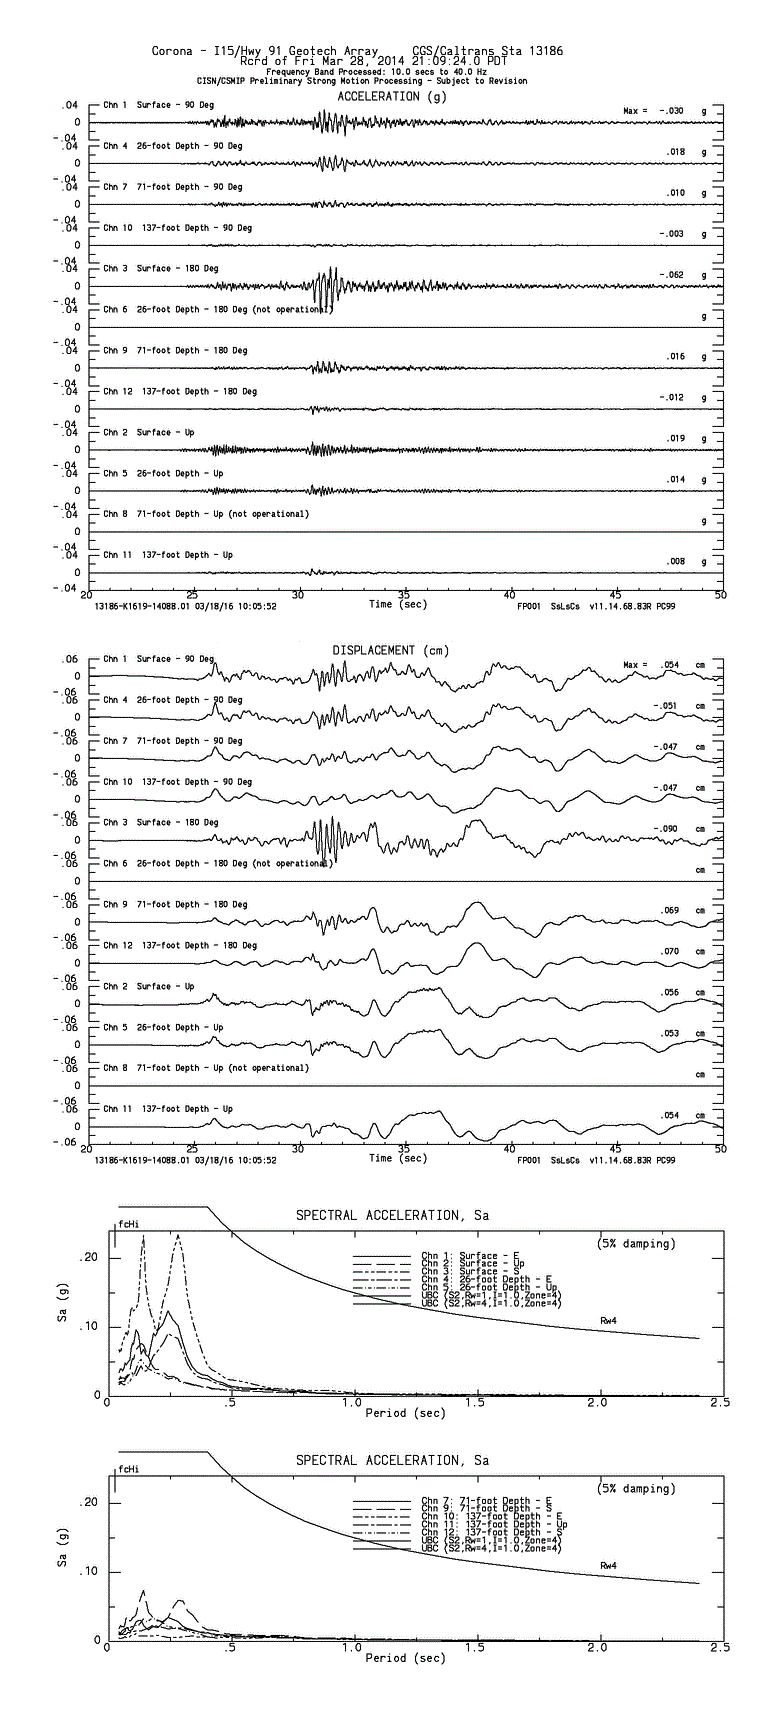 Corona - I15/Hwy 91 Geotech Array CGS/Caltrans Sta 13186
Rcrd of Fri Mar 28, 2014 21:09:24.0 PDT
Frequency Band Processed: 10.0 secs to 40.0 Hz
CISN/CSMIP Preliminary Strong Motion Processing - Subject to Revision
ACCELERATION (g)
.04 Chn 1 Surface - 90 Deg Max = -.030 g
0
-.04
.04 Chn 4 26-foot Depth - 90 Deg .018 g
0
-.04
.04 Chn 7 71-foot Depth - 90 Deg .010 g
0
-.04
.04 Chn 10 137-foot Depth - 90 Deg -.003 g
0
-.04
.04 Chn 3 Surface - 180 Deg -.062 g
0
-.04
.04 Chn 6 26-foot Depth - 180 Deg (not operational) g
0
-.04
.04 Chn 9 71-foot Depth - 180 Deg .016 g
0
-.04
.04 Chn 12 137-foot Depth - 180 Deg -.012 g
0
-.04
.04 Chn 2 Surface - Up .019 g
0
-.04
.04 Chn 5 26-foot Depth - Up .014 g
0
-.04
.04 Chn 8 71-foot Depth - Up (not operational) g
0
-.04
.04 Chn 11 137-foot Depth - Up .008 g
0
-.04
20 25 30 35 40 45 50
13186-K1619-14088.01 03/18/16 10:05:52 Time (sec) FP001 SsLsCs v11.14.68.83R PC99
DISPLACEMENT (cm)
.06 Chn 1 Surface - 90 Deg Max = .054 cm
0
-.06
.06 Chn 4 26-foot Depth - 90 Deg -.051 cm
0
-.06
.06 Chn 7 71-foot Depth - 90 Deg -.047 cm
0
-.06
.06 Chn 10 137-foot Depth - 90 Deg -.047 cm
0
-.06
.06 Chn 3 Surface - 180 Deg -.090 cm
0
-.06
.06 Chn 6 26-foot Depth - 180 Deg (not operational) cm
0
-.06
.06 Chn 9 71-foot Depth - 180 Deg .069 cm
0
-.06
.06 Chn 12 137-foot Depth - 180 Deg .070 cm
0
-.06
.06 Chn 2 Surface - Up .056 cm
0
-.06
.06 Chn 5 26-foot Depth - Up .053 cm
0
-.06
.06 Chn 8 71-foot Depth - Up (not operational) cm
0
-.06
.06 Chn 11 137-foot Depth - Up .054 cm
0
-.06
20 25 30 35 40 45 50
13186-K1619-14088.01 03/18/16 10:05:52 Time (sec) FP001 SsLsCs v11.14.68.83R PC99
SPECTRAL ACCELERATION, Sa
fcHi
(5% damping)
.20
Chn 1: Surface - E
Chn 2: Surface - Up
Chn 3: Surface - S
Chn 4: 26-foot Depth - E
Chn 5: 26-foot Depth - Up
UBC (S2,Rw=1,I=1.0,Zone=4)
UBC (S2,Rw=4,I=1.0,Zone=4)
Sa (g)
Rw4
.10
0
0 .5 1.0 1.5 2.0 2.5
Period (sec)
SPECTRAL ACCELERATION, Sa
fcHi
(5% damping)
.20
Chn 7: 71-foot Depth - E
Chn 9: 71-foot Depth - S
Chn 10: 137-foot Depth - E
Chn 11: 137-foot Depth - Up
Chn 12: 137-foot Depth - S
UBC (S2,Rw=1,I=1.0,Zone=4)
UBC (S2,Rw=4,I=1.0,Zone=4)
Sa (g)
Rw4
.10
0
0 .5 1.0 1.5 2.0 2.5
Period (sec)